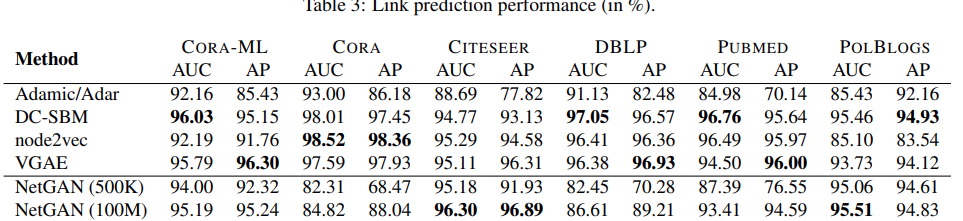 Table 3: Link prediction performance (in %).
Method CORA-ML CORA CITESEER DBLP PUBMED POLBLOGS
AUC AP AUC AP AUC AP AUC AP AUC AP AUC AP
Adamic/Adar 92.16 85.43 93.00 86.18 88.69 77.82 91.13 82.48 84.98 70.14 85.43 92.16
DC-SBM 96.03 95.15 98.01 97.45 94.77 93.13 97.05 96.57 96.76 95.64 95.46 94.93
node2vec 92.19 91.76 98.52 98.36 95.29 94.58 96.41 96.36 96.49 95.97 85.10 83.54
VGAE 95.79 96.30 97.59 97.93 95.11 96.31 96.38 96.93 94.50 96.00 93.73 94.12
NetGAN (500K) 94.00 92.32 82.31 68.47 95.18 91.93 82.45 70.28 87.39 76.55 95.06 94.61
NetGAN (100M) 95.19 95.24 84.82 88.04 96.30 96.89 86.61 89.21 93.41 94.59 95.51 94.83